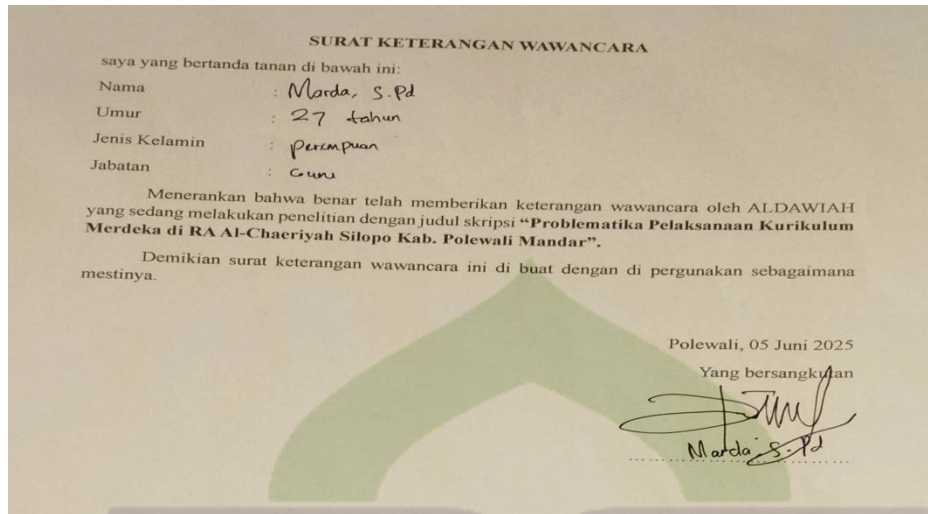 SURAT KETERANGAN WAWANCARA
saya yang bertanda tanan di bawah ini:
Nama : Marda, S.Pd
Umur : 27 tahun
Jenis Kelamin : perempuan
Jabatan : Guru
Menerankan bahwa benar telah memberikan keterangan wawancara oleh ALDAWIAH
yang sedang melakukan penelitian dengan judul skripsi “Problematika Pelaksanaan Kurikulum
Merdeka di RA Al-Chaeriyah Silopo Kab. Polewali Mandar”.
Demikian surat keterangan wawancara ini di buat dengan di pergunakan sebagaimana
mestinya.
Polewali, 05 Juni 2025
Yang bersangkutan
Marda, S.Pd